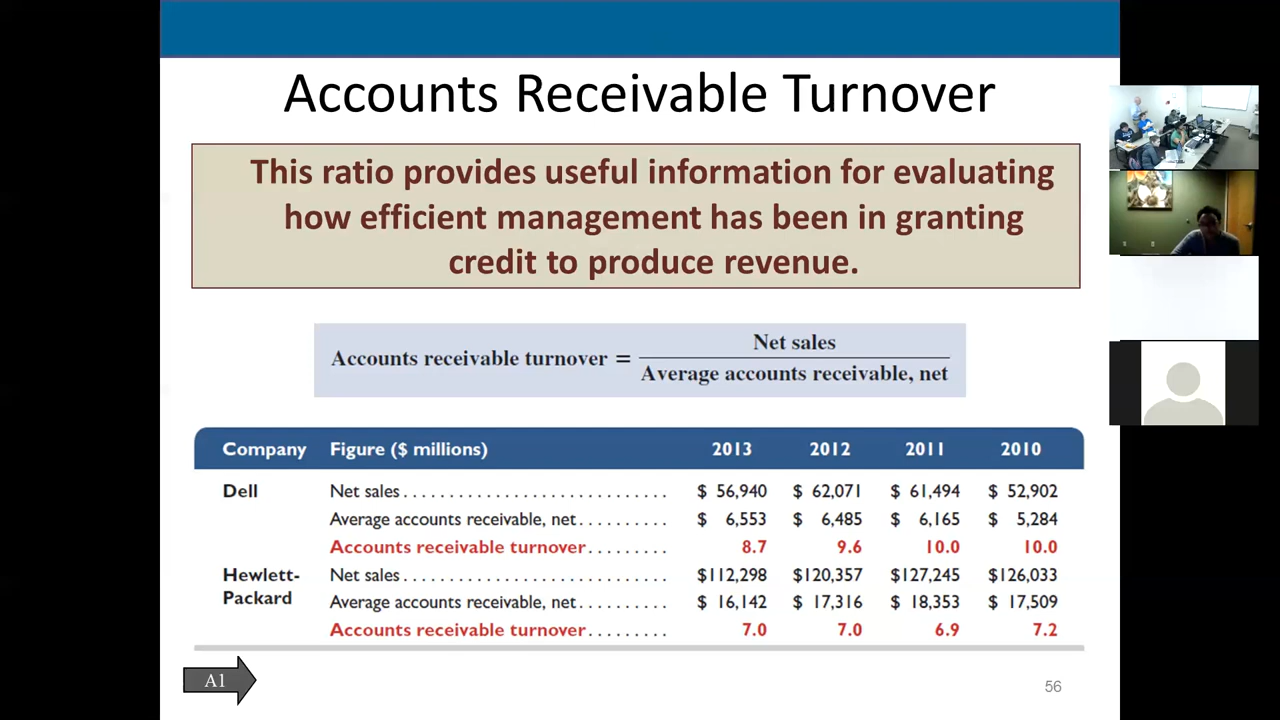 Accounts Receivable Turnover
This ratio provides useful information for evaluating
how efficient management has been in granting
credit to produce revenue.
Accounts receivable turnover = Net sales
Average accounts receivable, net
Company Figure ($ millions) 2013 2012 2011 2010
Dell Net sales . . . . . . . . . . . . . . . . . . . . . . . . . . . . . $ 56,940 $ 62,071 $ 61,494 $ 52,902
Average accounts receivable, net . . . . . . . . . . $ 6,553 $ 6,485 $ 6,165 $ 5,284
Accounts receivable turnover . . . . . . . . . 8.7 9.6 10.0 10.0
Hewlett- Net sales . . . . . . . . . . . . . . . . . . . . . . . . . . . . . $112,298 $120,357 $127,245 $126,033
Packard Average accounts receivable, net . . . . . . . . . . $ 16,142 $ 17,316 $ 18,353 $ 17,509
Accounts receivable turnover . . . . . . . . . 7.0 7.0 6.9 7.2
A1
56